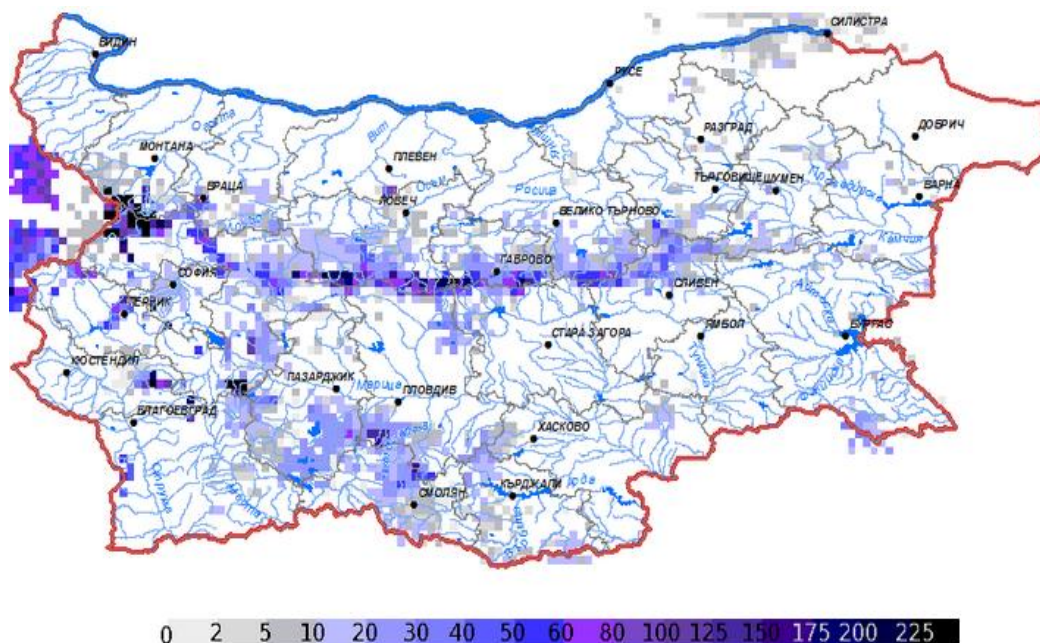 СИЛИСТРА
ВИДИН
РУСЕ
Огоста
Вит
РАЗГРАД
ДОБРИЧ
МОНТАНА
ПЛЕВЕН
ВРАЦА
Осъм
Росица
ТЪРГОВИЩЕ
ШУМЕН
ВАРНА
ЛОВЕЧ
ВЕЛИКО ТЪРНОВО
Камчия
СОФИЯ
ГАБРОВО
СЛИВЕН
ПЕРНИК
СТАРА ЗАГОРА
ЯМБОЛ
БУРГАС
КЮСТЕНДИЛ
ПАЗАРДЖИК
Марица
ПЛОВДИВ
БЛАГОЕВГРАД
ХАСКОВО
СМОЛЯН
КЪРДЖАЛИ
0 2 5 10 20 30 40 50 60 80 100 125 150 175 200 225